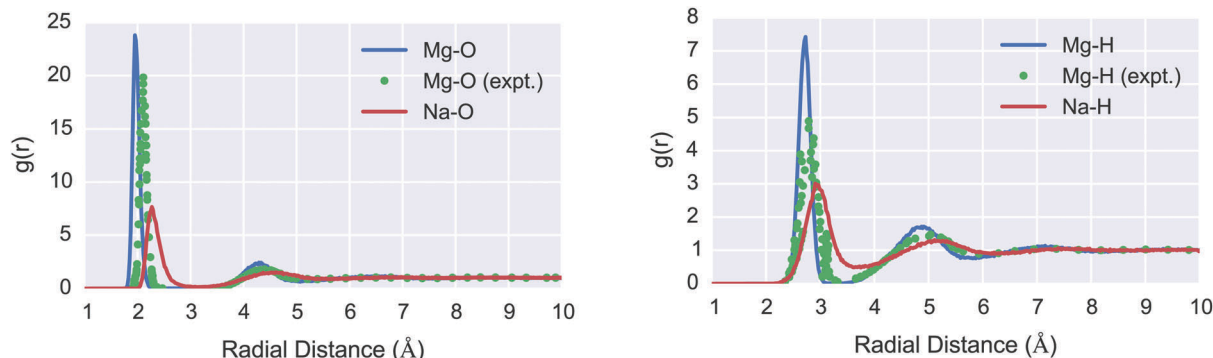 25
20
15
10
5
0
g(r)
Mg-O
Mg-O (expt.)
Na-O
1 2 3 4 5 6 7 8 9 10
Radial Distance (Å)
8
7
6
5
4
3
2
1
0
g(r)
Mg-H
Mg-H (expt.)
Na-H
1 2 3 4 5 6 7 8 9 10
Radial Distance (Å)